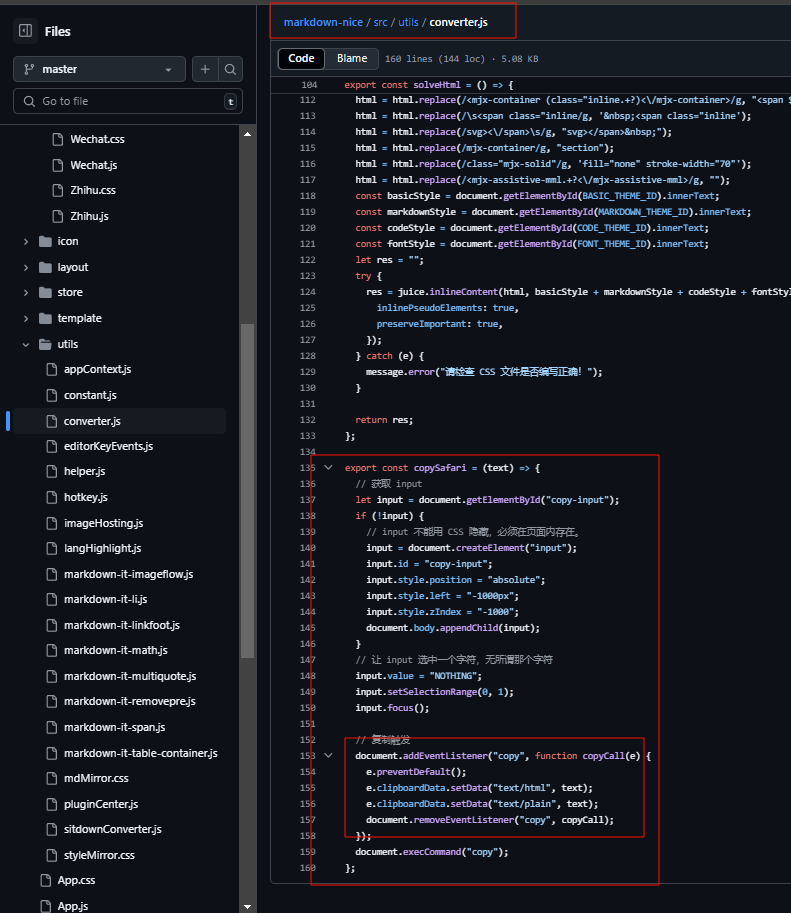 Files
master
Go to file
t
Wechat.css
Wechat.js
Zhihu.css
Zhihu.js
icon
layout
store
template
utils
appContext.js
constant.js
converter.js
editorKeyEvents.js
helper.js
hotkey.js
imageHosting.js
langHighlight.js
markdown-it-imageflow.js
markdown-it-li.js
markdown-it-linkfoot.js
markdown-it-math.js
markdown-it-multiquote.js
markdown-it-removepre.js
markdown-it-span.js
markdown-it-table-container.js
mdMirror.css
pluginCenter.js
sitdownConverter.js
styleMirror.css
App.css
App.js
markdown-nice / src / utils / converter.js
Code Blame 160 lines (144 loc) · 5.08 KB
104 export const solveHtml = () => {
112 html = html.replace(/<mjx-container (class="inline.+?)<\/mjx-container>/g, "<span $
113 html = html.replace(/\s<span class="inline/g, '&nbsp;<span class="inline');
114 html = html.replace(/svg><\/span>\s/g, "svg></span>&nbsp;");
115 html = html.replace(/mjx-container/g, "section");
116 html = html.replace(/class="mjx-solid"/g, 'fill="none" stroke-width="70"');
117 html = html.replace(/<mjx-assistive-mml.+?<\/mjx-assistive-mml>/g, "");
118 const basicStyle = document.getElementById(BASIC_THEME_ID).innerText;
119 const markdownStyle = document.getElementById(MARKDOWN_THEME_ID).innerText;
120 const codeStyle = document.getElementById(CODE_THEME_ID).innerText;
121 const fontStyle = document.getElementById(FONT_THEME_ID).innerText;
122 let res = "";
123 try {
124 res = juice.inlineContent(html, basicStyle + markdownStyle + codeStyle + fontStyl
125 inlinePseudoElements: true,
126 preserveImportant: true,
127 });
128 } catch (e) {
129 message.error("请检查 CSS 文件是否编写正确！");
130 }
131
132 return res;
133 };
134
135 export const copySafari = (text) => {
136 // 获取 input
137 let input = document.getElementById("copy-input");
138 if (!input) {
139 // input 不能用 CSS 隐藏，必须在页面内存在。
140 input = document.createElement("input");
141 input.id = "copy-input";
142 input.style.position = "absolute";
143 input.style.left = "-1000px";
144 input.style.zIndex = "-1000";
145 document.body.appendChild(input);
146 }
147 // 让 input 选中一个字符，无所谓那个字符
148 input.value = "NOTHING";
149 input.setSelectionRange(0, 1);
150 input.focus();
151
152 // 复制触发
153 document.addEventListener("copy", function copyCall(e) {
154 e.preventDefault();
155 e.clipboardData.setData("text/html", text);
156 e.clipboardData.setData("text/plain", text);
157 document.removeEventListener("copy", copyCall);
158 });
159 document.execCommand("copy");
160 };